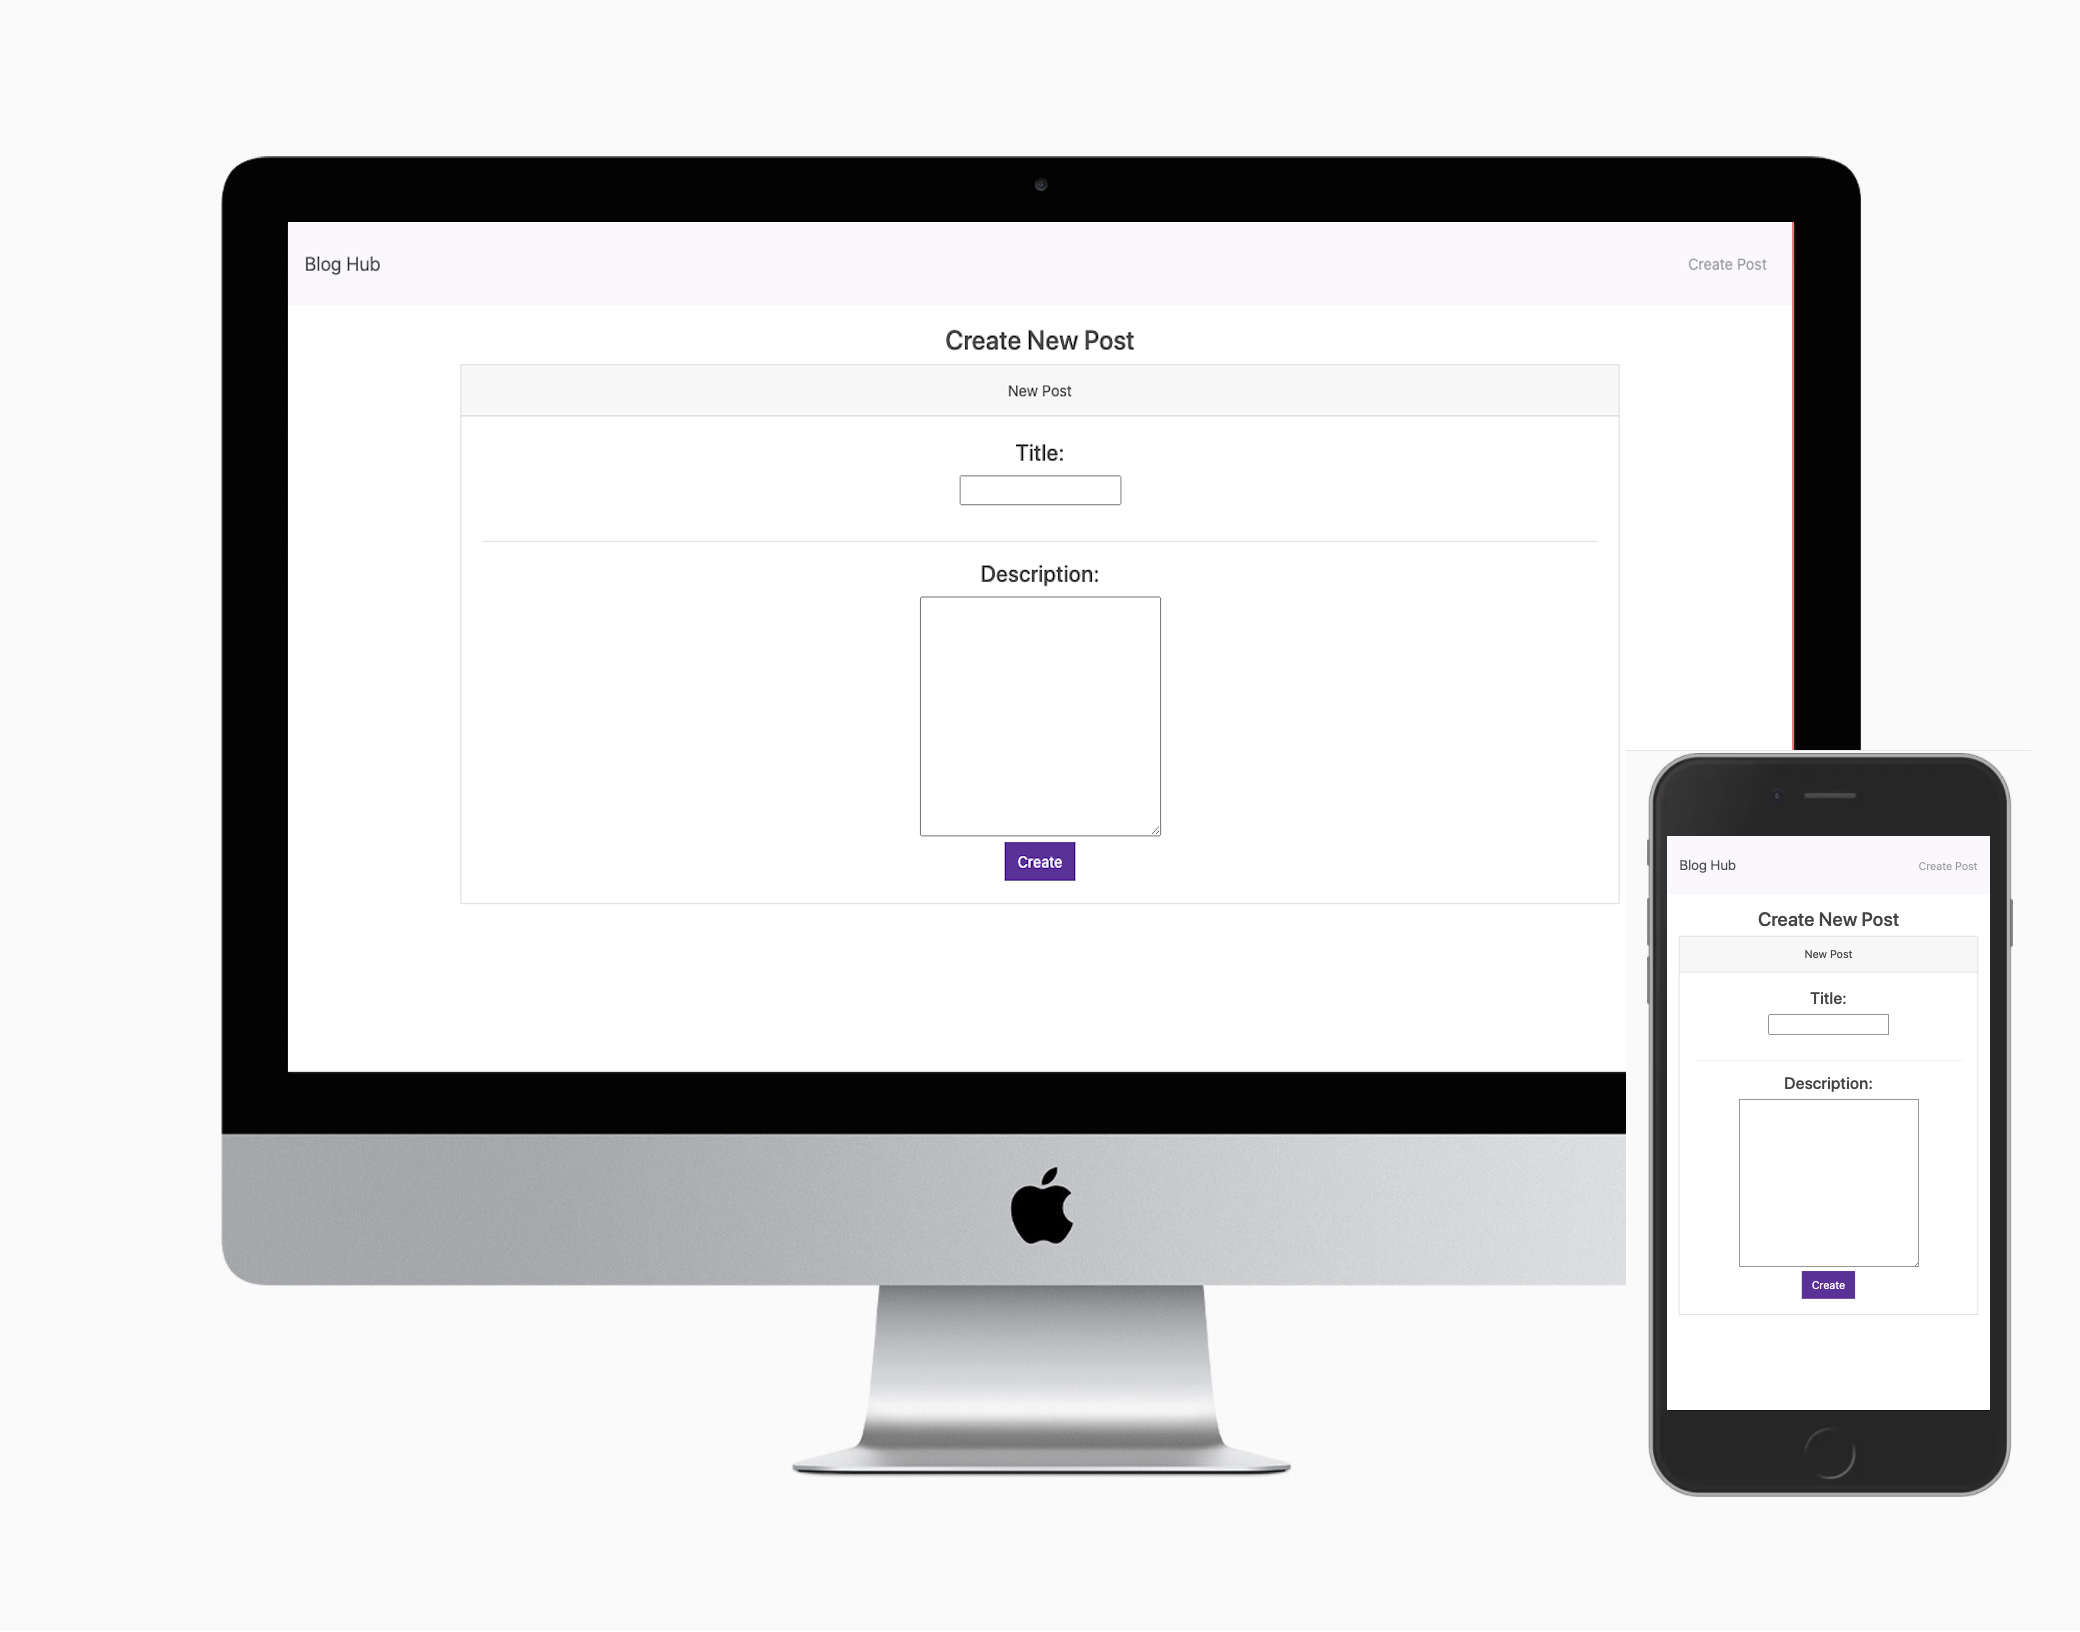 Blog Hub
Create Post
Create New Post
New Post
Title:
Description:
Create
Blog Hub
Create Post
Create New Post
New Post
Title:
Description:
Create